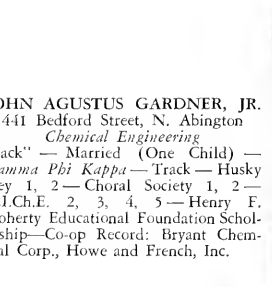 OHN AGUSTUS GARDNER, JR.
441 Bedford Street, N. Abington
Chemical Engineering
ack" — Married (One Child) —
amma Phi Kappa — Track — Husky
ey 1, 2 — Choral Society 1, 2 —
.I.Ch.E. 2, 3, 4, 5 — Henry F.
oherty Educational Foundation Schol-
ship—Co-op Record: Bryant Chem-
al Corp., Howe and French, Inc.